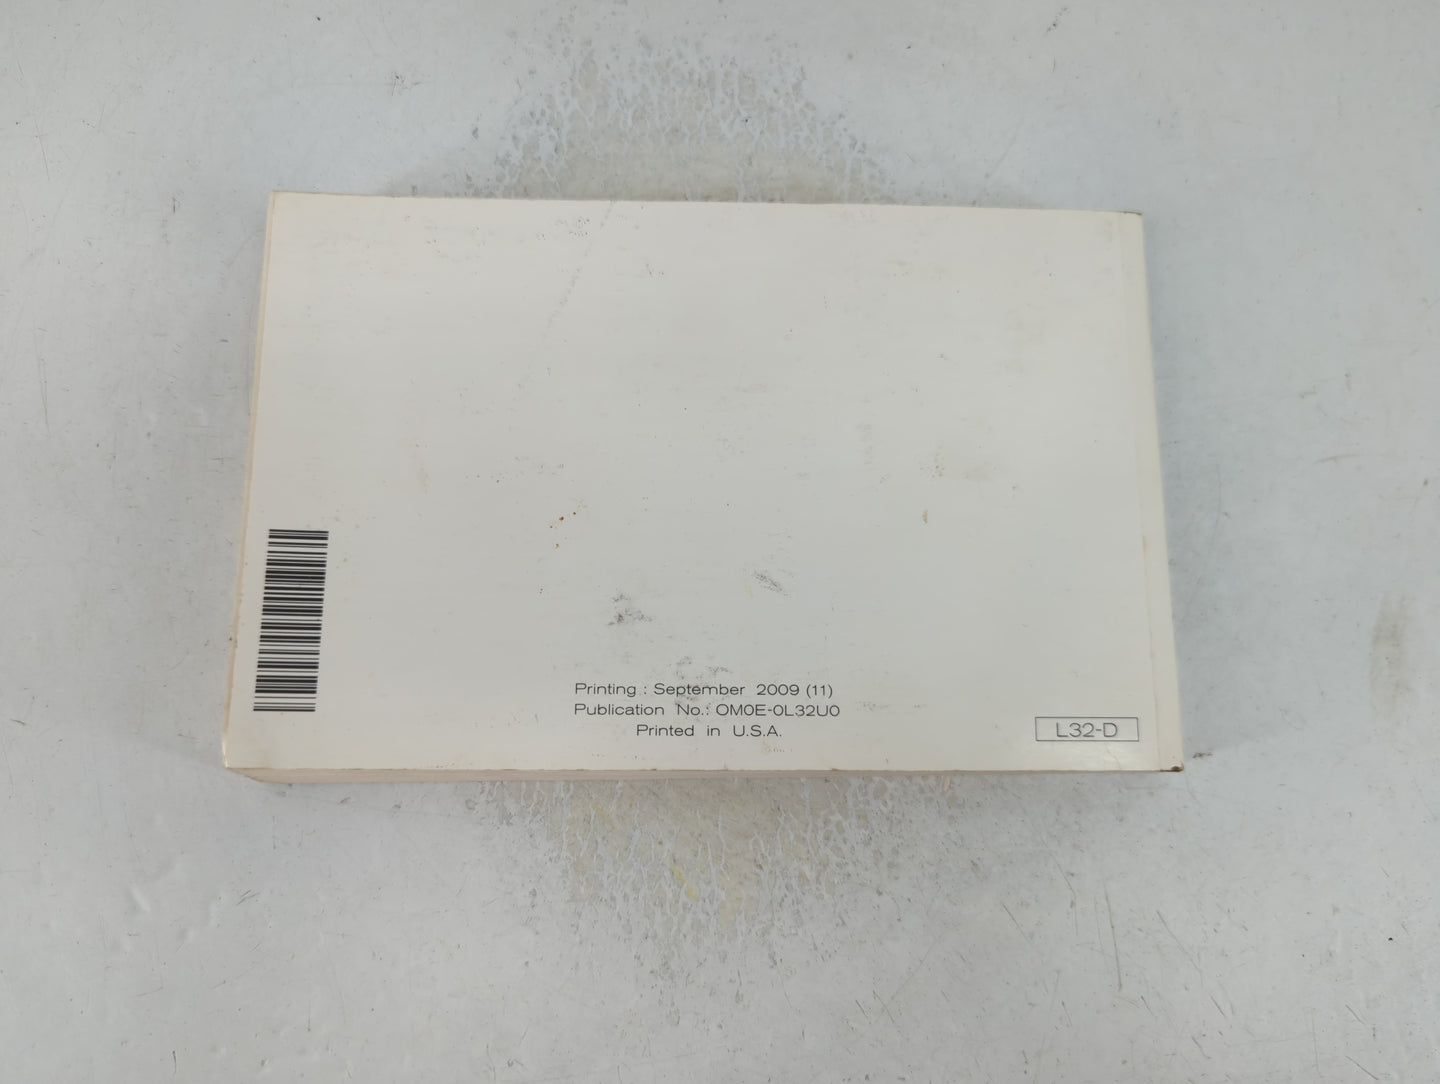 Printing : September 2009 (11)
Publication No.: OM0E-0L32U0
Printed in U.S.A.
L32-D